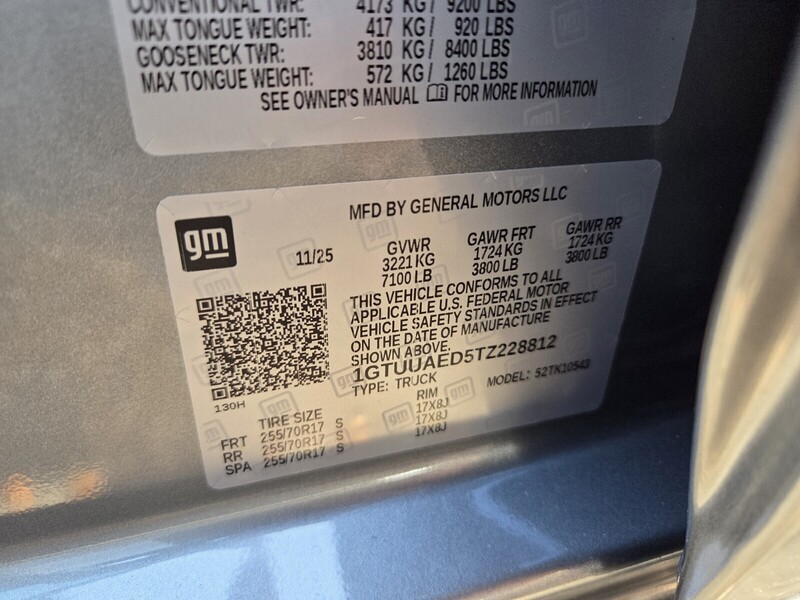 CONVENTIONAL TWR: 4173 KG/ 9200 LBS
MAX TONGUE WEIGHT: 417 KG/ 920 LBS
GOOSENECK TWR: 3810 KG/ 8400 LBS
MAX TONGUE WEIGHT: 572 KG/ 1260 LBS
SEE OWNER'S MANUAL FOR MORE INFORMATION
gm
MFD BY GENERAL MOTORS LLC
11/25
GVWR GAWR FRT GAWR RR
3221 KG 1724 KG 1724 KG
7100 LB 3800 LB 3800 LB
THIS VEHICLE CONFORMS TO ALL
APPLICABLE U.S. FEDERAL MOTOR
VEHICLE SAFETY STANDARDS IN EFFECT
ON THE DATE OF MANUFACTURE
SHOWN ABOVE.
1GTUUAED5TZ228812
TYPE: TRUCK MODEL: 52TK10543
130H
TIRE SIZE RIM
FRT 255/70R17 S 17X8J
RR 255/70R17 S 17X8J
SPA 255/70R17 S 17X8J